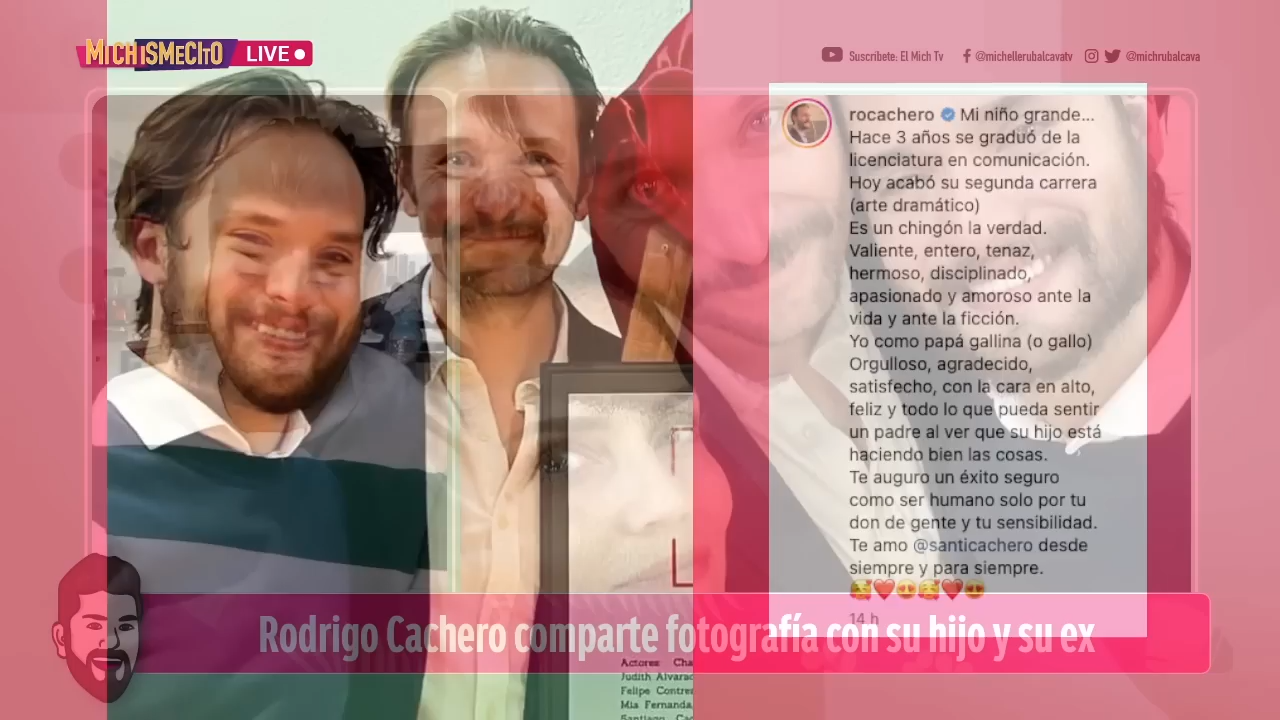 MICHISMECITO
LIVE
Suscríbete: El Mich Tv
@michellerubalcavatv
@michrubalcava
rocachero Mi niño grande...
Hace 3 años se graduó de la
licenciatura en comunicación.
Hoy acabó su segunda carrera
(arte dramático)
Es un chingón la verdad.
Valiente, entero, tenaz,
hermoso, disciplinado,
apasionado y amoroso ante la
vida y ante la ficción.
Yo como papá gallina (o gallo)
Orgulloso, agradecido,
satisfecho, con la cara en alto,
feliz y todo lo que pueda sentir
un padre al ver que su hijo está
haciendo bien las cosas.
Te auguro un éxito seguro
como ser humano solo por tu
don de gente y tu sensibilidad.
Te amo @santicachero desde
siempre y para siempre.
🥰❤️😍🥰❤️😍
14 h
Rodrigo Cachero comparte fotografía con su hijo y su ex
Actores: Cha
Judith Alvarad
Felipe Contrer
Mia Fernanda,
Santiago Cac